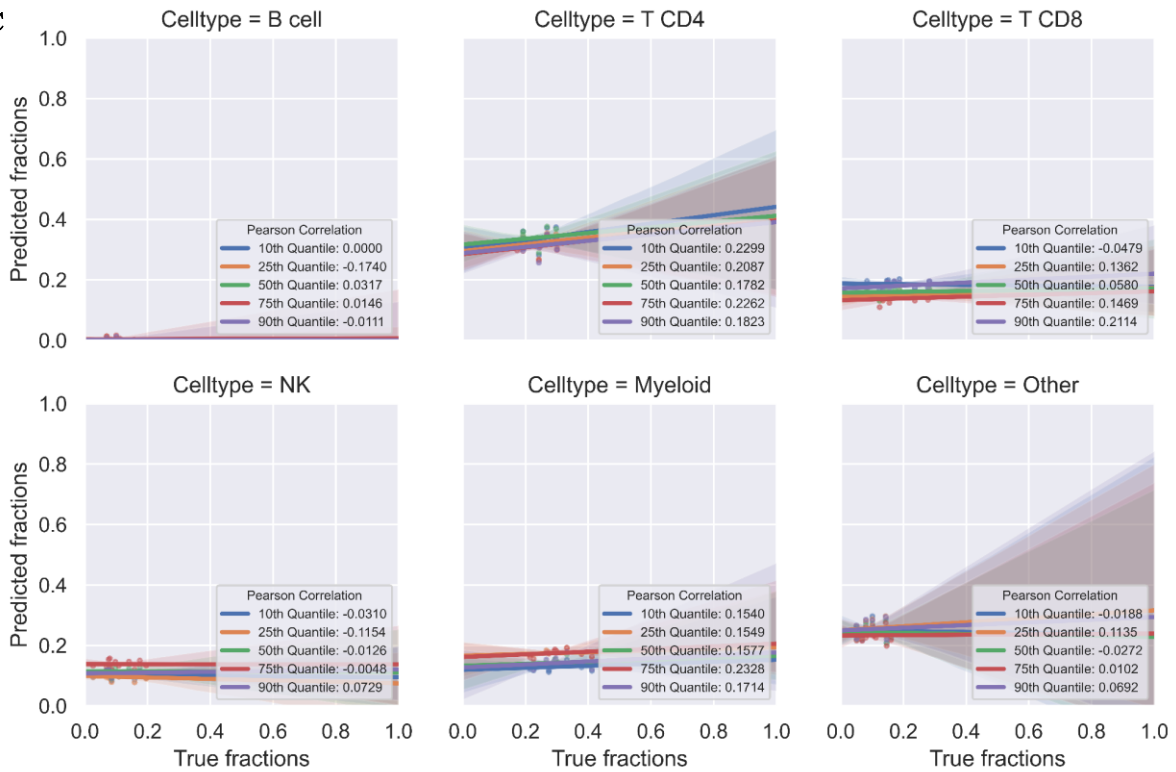 Celltype = B cell
Celltype = T CD4
Celltype = T CD8
Predicted fractions
1.0
0.8
0.6
0.4
0.2
0.0
Pearson Correlation
10th Quantile: 0.0000
25th Quantile: -0.1740
50th Quantile: 0.0317
75th Quantile: 0.0146
90th Quantile: -0.0111
Pearson Correlation
10th Quantile: 0.2299
25th Quantile: 0.2087
50th Quantile: 0.1782
75th Quantile: 0.2262
90th Quantile: 0.1823
Pearson Correlation
10th Quantile: -0.0479
25th Quantile: 0.1362
50th Quantile: 0.0580
75th Quantile: 0.1469
90th Quantile: 0.2114
Celltype = NK
Celltype = Myeloid
Celltype = Other
Predicted fractions
1.0
0.8
0.6
0.4
0.2
0.0
Pearson Correlation
10th Quantile: -0.0310
25th Quantile: -0.1154
50th Quantile: -0.0126
75th Quantile: -0.0048
90th Quantile: 0.0729
Pearson Correlation
10th Quantile: 0.1540
25th Quantile: 0.1549
50th Quantile: 0.1577
75th Quantile: 0.2328
90th Quantile: 0.1714
Pearson Correlation
10th Quantile: -0.0188
25th Quantile: 0.1135
50th Quantile: -0.0272
75th Quantile: 0.0102
90th Quantile: 0.0692
0.0 0.2 0.4 0.6 0.8 1.0
0.0 0.2 0.4 0.6 0.8 1.0
0.0 0.2 0.4 0.6 0.8 1.0
True fractions
True fractions
True fractions